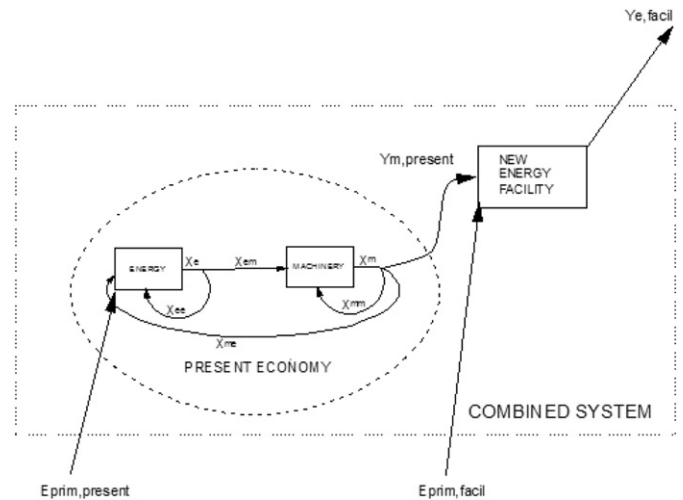 Ye,facil
Ym,present
NEW
ENERGY
FACILITY
Xe
Xem
Xm
ENERGY
MACHINERY
Xee
Xmm
Xme
PRESENT ECONOMY
COMBINED SYSTEM
Eprim,present
Eprim,facil